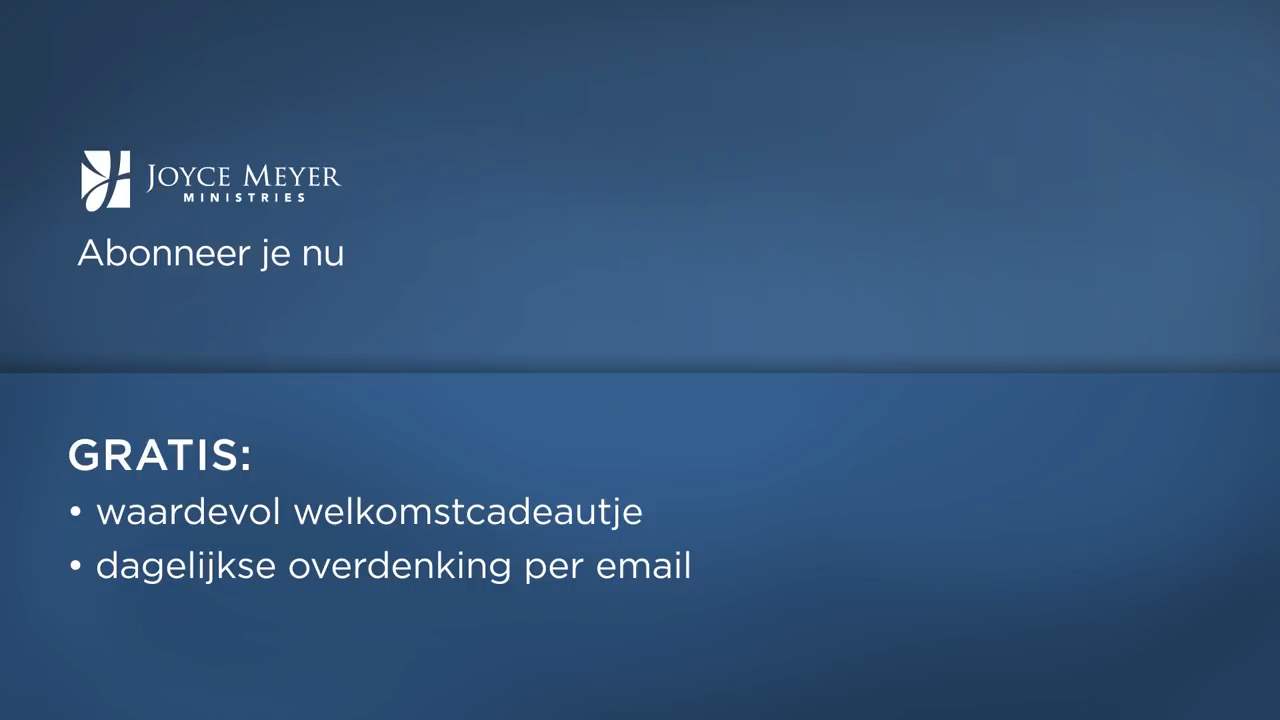 JOYCE MEYER
MINISTRIES
Abonneer je nu
GRATIS:
• waardevol welkomstcadeautje
• dagelijkse overdenking per email